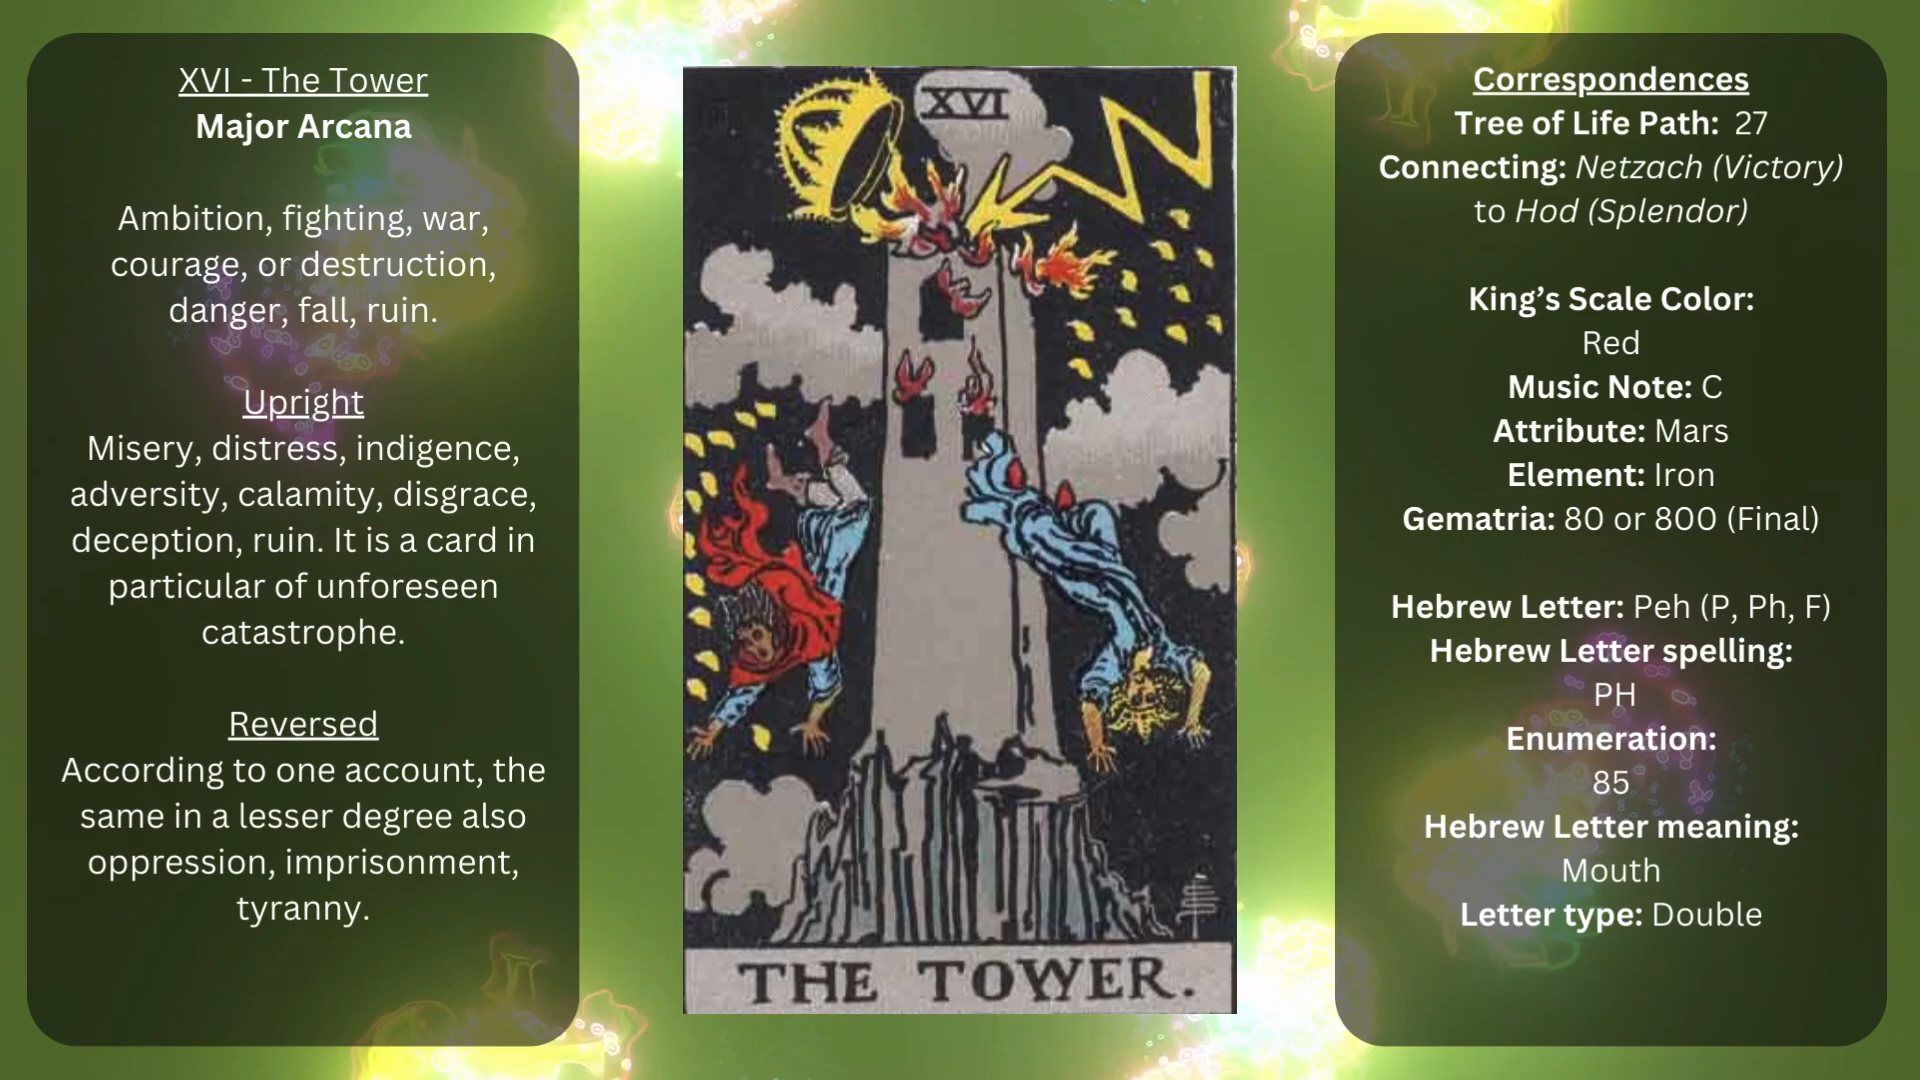 XVI - The Tower
Major Arcana
Ambition, fighting, war,
courage, or destruction,
danger, fall, ruin.
Upright
Misery, distress, indigence,
adversity, calamity, disgrace,
deception, ruin. It is a card in
particular of unforeseen
catastrophe.
Reversed
According to one account, the
same in a lesser degree also
oppression, imprisonment,
tyranny.
XVI
THE TOWER.
Correspondences
Tree of Life Path: 27
Connecting: Netzach (Victory)
to Hod (Splendor)
King’s Scale Color:
Red
Music Note: C
Attribute: Mars
Element: Iron
Gematria: 80 or 800 (Final)
Hebrew Letter: Peh (P, Ph, F)
Hebrew Letter spelling:
PH
Enumeration:
85
Hebrew Letter meaning:
Mouth
Letter type: Double